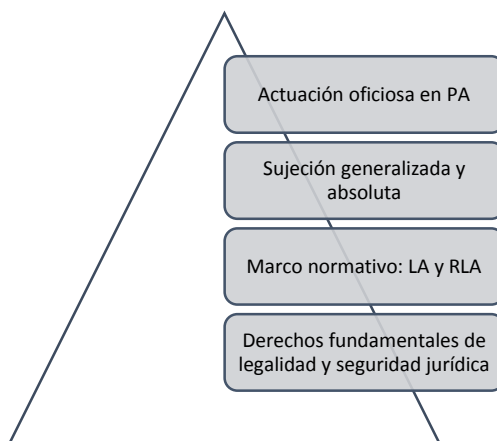 Actuación oficiosa en PA
Sujeción generalizada y
absoluta
Marco normativo: LA y RLA
Derechos fundamentales de
legalidad y seguridad jurídica